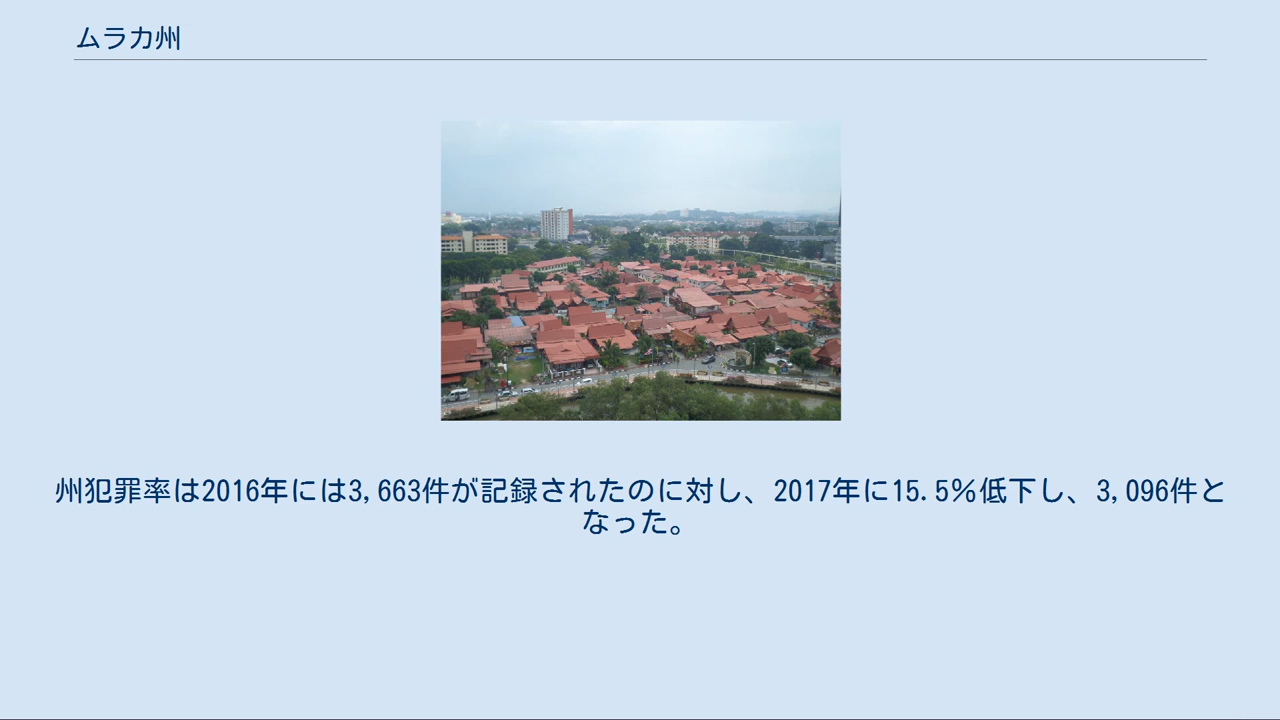 ムラカ州
州犯罪率は2016年には3,663件が記録されたのに対し、2017年に15.5％低下し、3,096件と
なった。